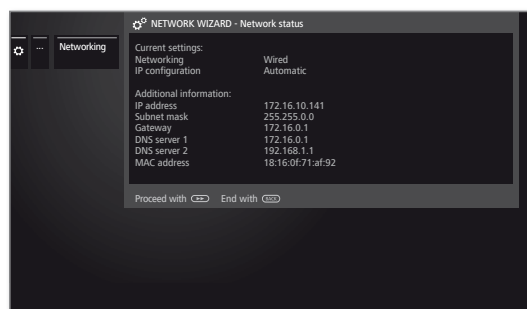 NETWORK WIZARD - Network status
... Networking
Current settings:
Networking Wired
IP configuration Automatic
Additional information:
IP address 172.16.10.141
Subnet mask 255.255.0.0
Gateway 172.16.0.1
DNS server 1 172.16.0.1
DNS server 2 192.168.1.1
MAC address 18:16:0f:71:af:92
Proceed with End with BACK